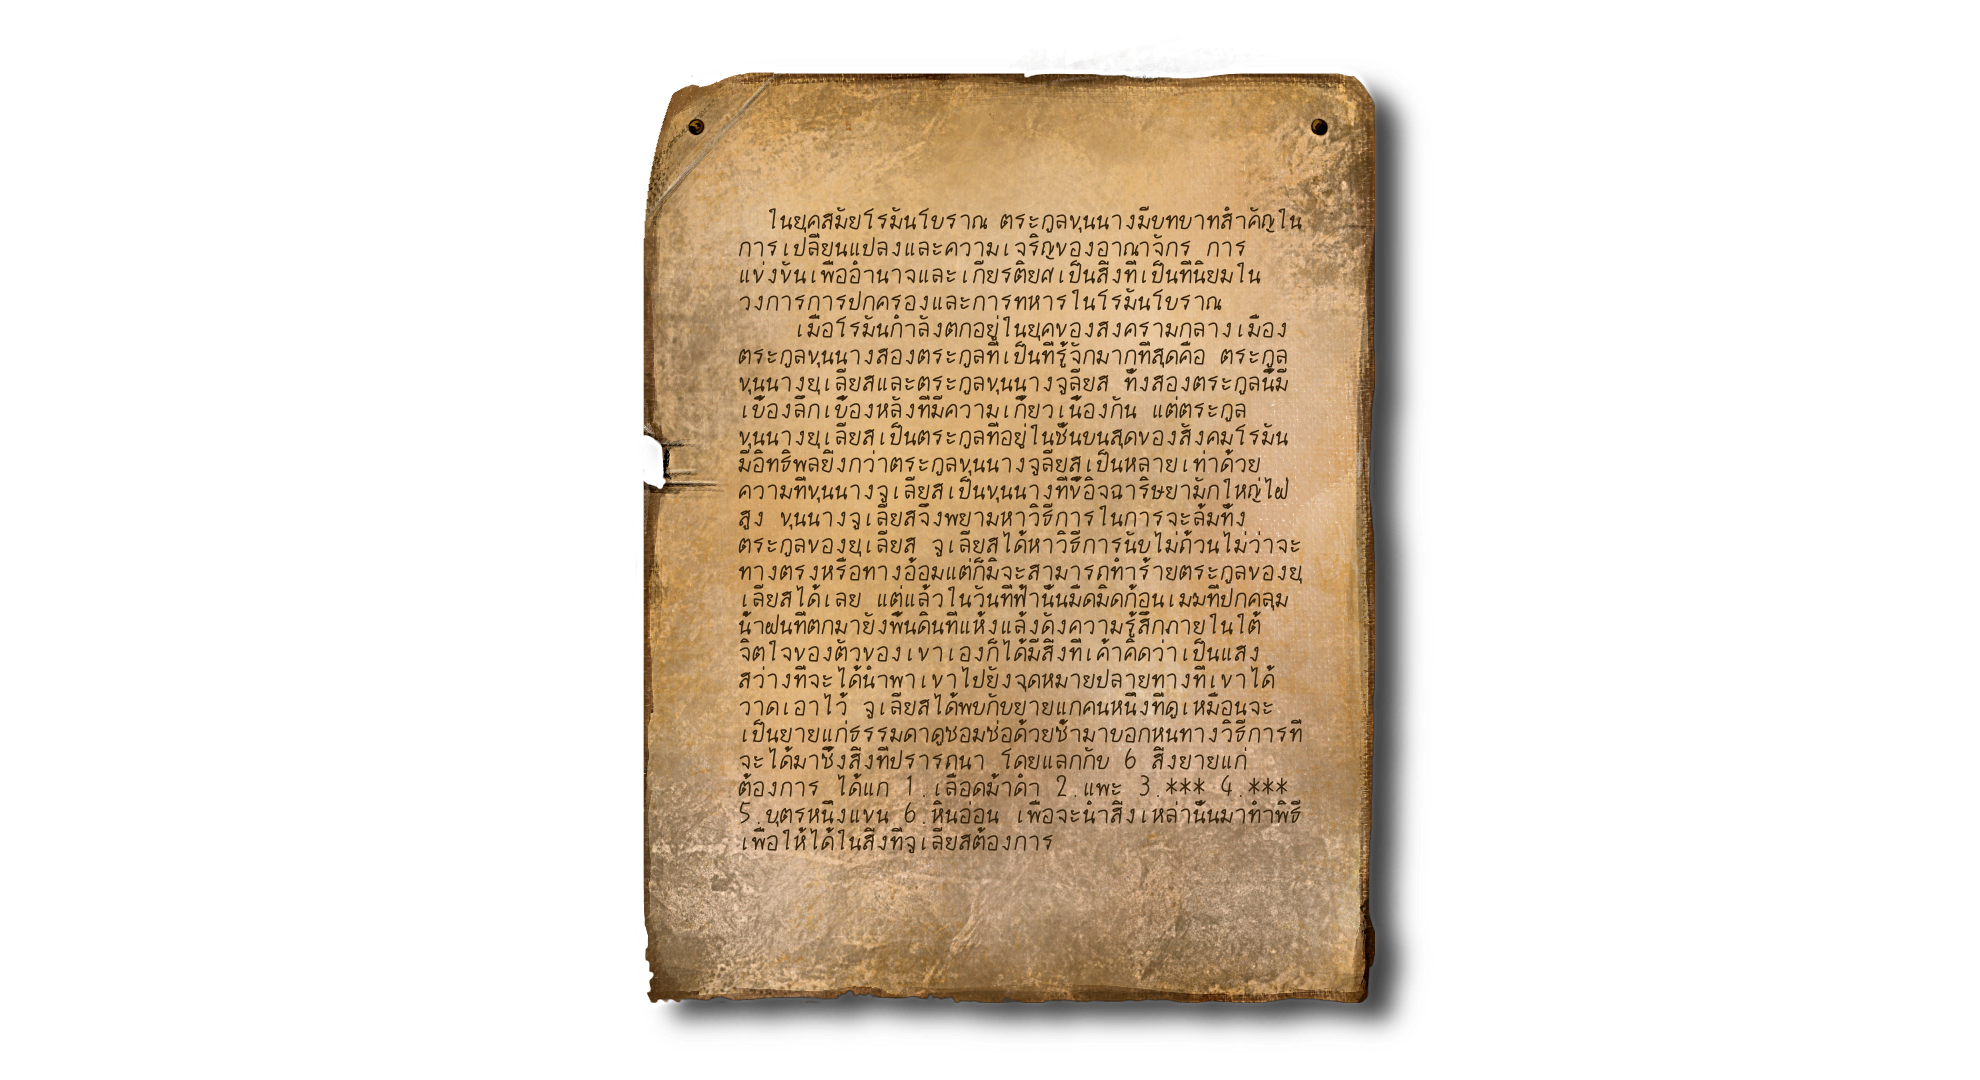 ในยุคสมัยโรมันโบราณ ตระกูลขุนนางมีบทบาทสำคัญใน
การเปลี่ยนแปลงและความเจริญของอาณาจักร การ
แข่งขันเพื่ออำนาจและเกียรติยศเป็นสิ่งที่เป็นที่นิยมใน
วงการการปกครองและการทหารในโรมันโบราณ
เมื่อโรมันกำลังตกอยู่ในยุคของสงครามกลางเมือง
ตระกูลขุนนางสองตระกูลที่เป็นที่รู้จักมากที่สุดคือ ตระกูล
ขุนนางยูเลียสและตระกูลขุนนางจูลียส ทั้งสองตระกูลนี้มี
เบื้องลึกเบื้องหลังที่มีความเกี่ยวเนื่องกัน แต่ตระกูล
ขุนนางยูเลียสเป็นตระกูลที่อยู่ในชั้นบนสุดของสังคมโรมัน
มีอิทธิพลยิ่งกว่าตระกูลขุนนางจูลียสเป็นหลายเท่าด้วย
ความที่ขุนนางจูเลียสเป็นขุนนางที่ขี้อิจฉาริษยามักใหญ่ไฝ่
สูง ขุนนางจูเลียสจึงพยามหาวิธีการในการจะล้มทั้ง
ตระกูลของยูเลียส จูเลียสได้หาวิธีการนับไม่ถ้วนไม่ว่าจะ
ทางตรงหรือทางอ้อมแต่ก็มิจะสามารถทำร้ายตระกูลของยู
เลียสได้เลย แต่แล้วในวันที่ฟ้านั้นมืดมิดก้อนเมมที่ปกคลุม
น้ำฝนที่ตกมายังพื้นดินที่แห้งแล้งดังความรู้สึกภายในใต้
จิตใจของตัวของเขาเองก็ได้มีสิ่งที่เค้าคิดว่าเป็นแสง
สว่างที่จะได้นำพาเขาไปยังจุดหมายปลายทางที่เขาได้
วาดเอาไว้ จูเลียสได้พบกับยายแก่คนหนึ่งที่ดูเหมือนจะ
เป็นยายแก่ธรรมดาดูซอมซ่อด้วยซ้ำมาบอกหนทางวิธีการที่
จะได้มาซึ่งสิ่งที่ปรารถนา โดยแลกกับ 6 สิ่งยายแก่
ต้องการ ได้แก่ 1.เลือดม้าดำ 2.แพะ 3.*** 4.***
5.บุตรหนึ่งแขน 6.หินอ่อน เพื่อจะนำสิ่งเหล่านั้นมาทำพิธี
เพื่อให้ได้ในสิ่งที่จูเลียสต้องการ